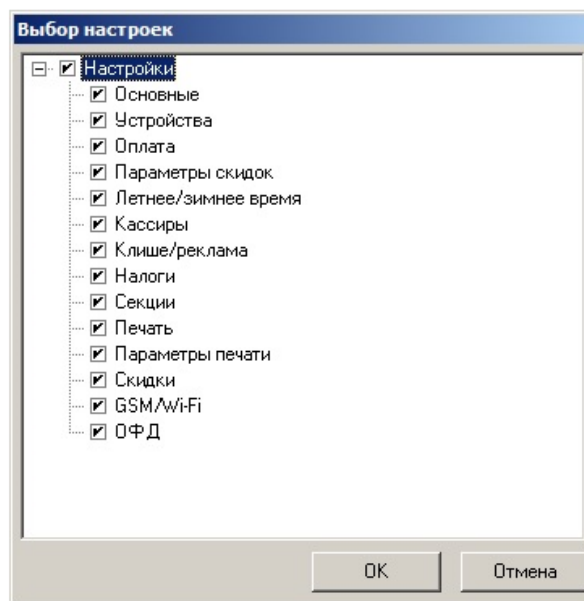 Выбор настроек
Настройки
Основные
Устройства
Оплата
Параметры скидок
Летнее/зимнее время
Кассиры
Клише/реклама
Налоги
Секции
Печать
Параметры печати
Скидки
GSM/Wi-Fi
ОФД
OK Отмена